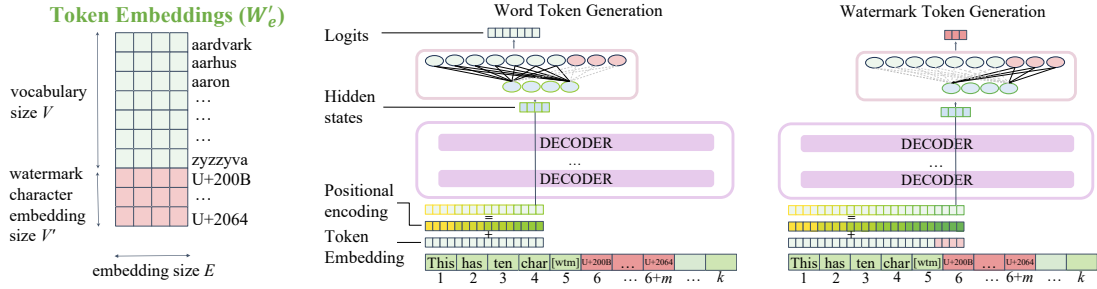 Token Embeddings (W'ₑ)
vocabulary
size V
aardvark
aarhus
aaron
…
…
…
zyzzyva
watermark
character
embedding
size V'
U+200B
…
U+2064
embedding size E
Word Token Generation
Logits
Hidden
states
DECODER
…
DECODER
Positional
encoding
=
+
Token
Embedding
This has ten char [wtm] U+200B … U+2064
1 2 3 4 5 6 … 6+m … k
Watermark Token Generation
DECODER
…
DECODER
=
+
This has ten char [wtm] U+200B … U+2064
1 2 3 4 5 6 … 6+m … k